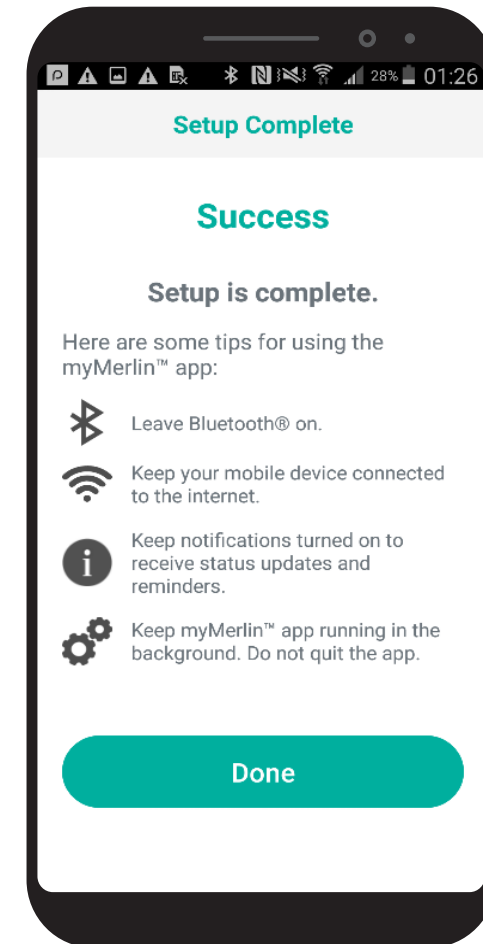 28% 01:26
Setup Complete
Success
Setup is complete.
Here are some tips for using the
myMerlin™ app:
Leave Bluetooth® on.
Keep your mobile device connected
to the internet.
Keep notifications turned on to
receive status updates and
reminders.
Keep myMerlin™ app running in the
background. Do not quit the app.
Done